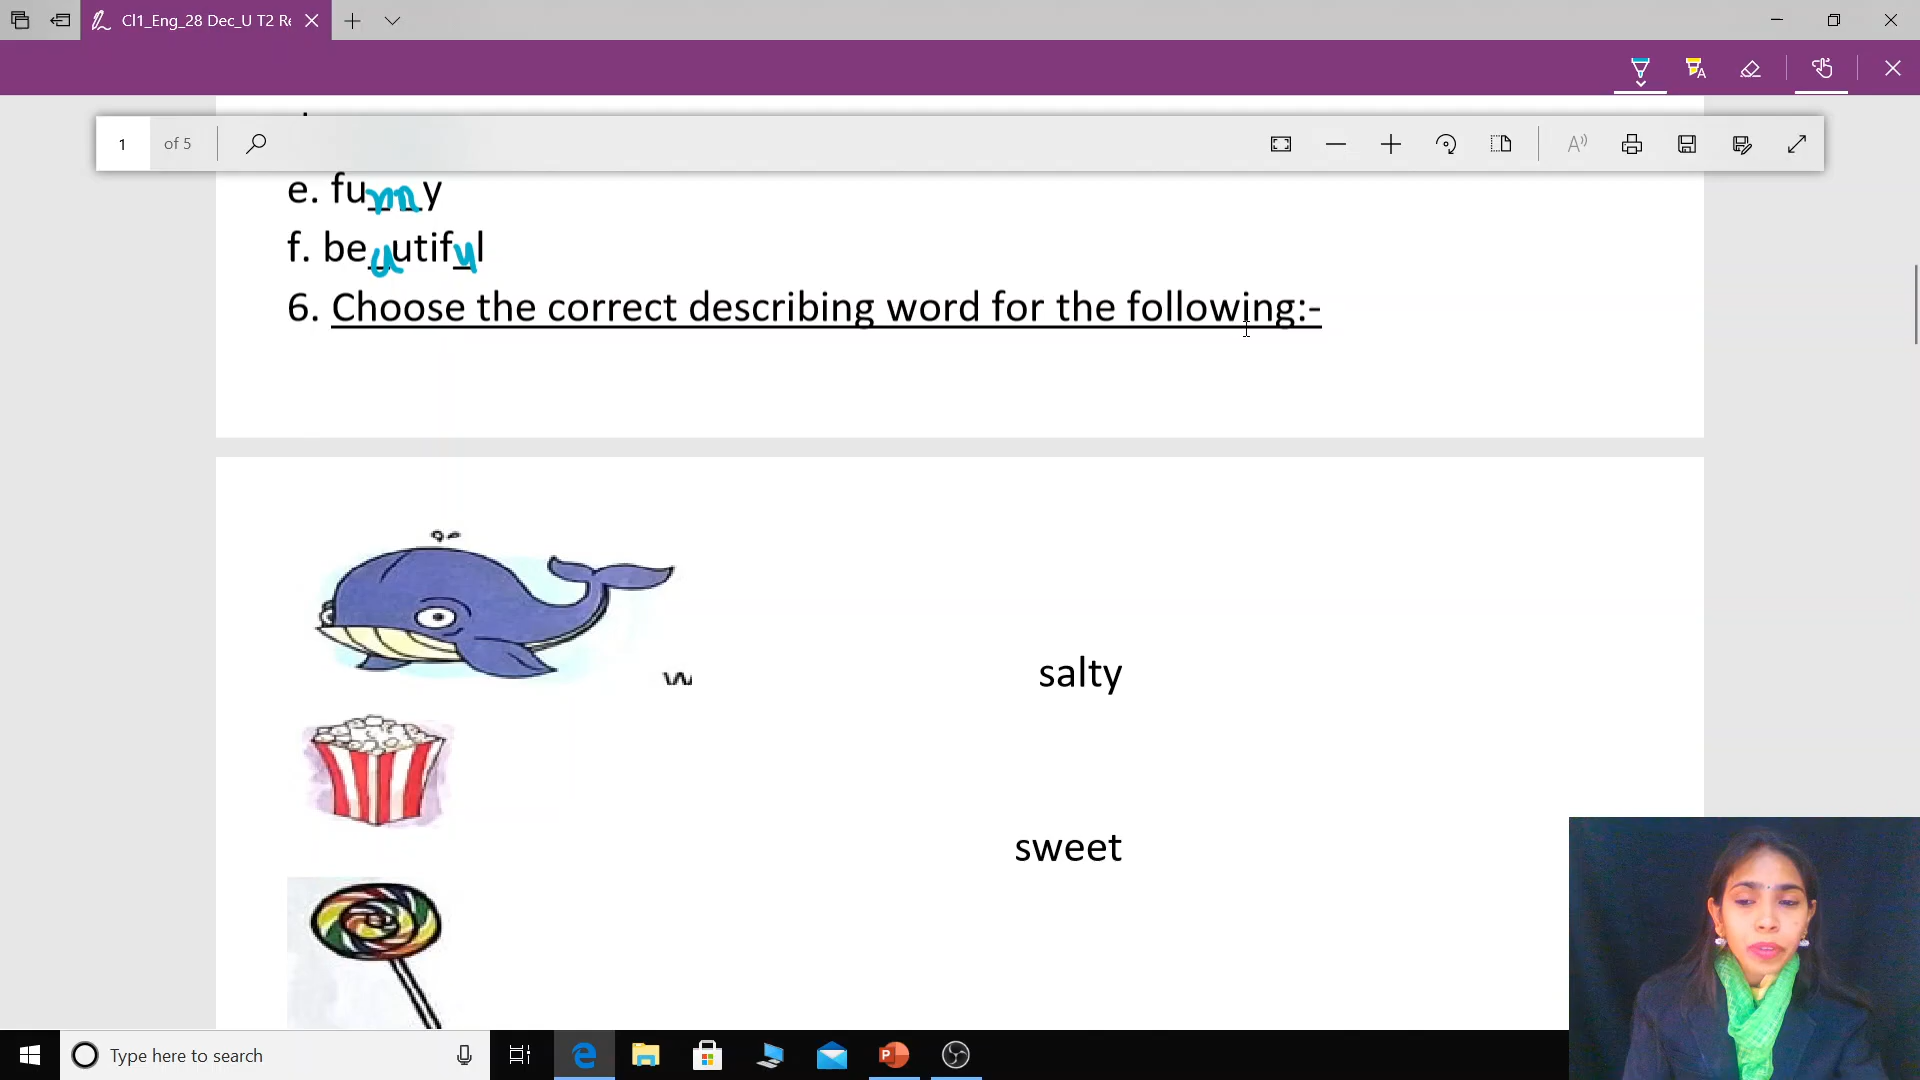 Cl1_Eng_28 Dec_U T2 Re
1 of 5
e. funny
f. beautiful
6. Choose the correct describing word for the following:-
w
salty
sweet
Type here to search